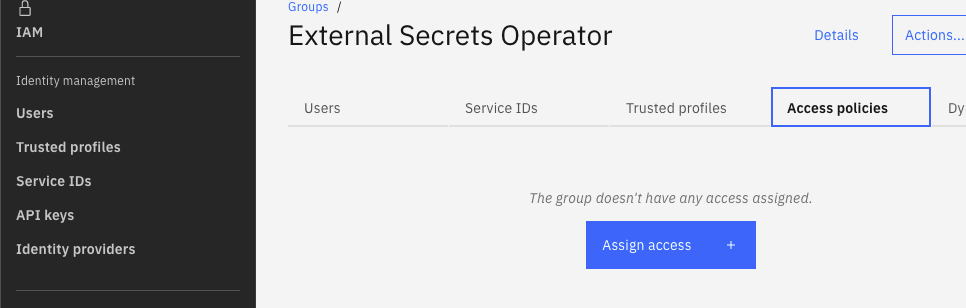 IAM
Identity management
Users
Trusted profiles
Service IDs
API keys
Identity providers
Groups /
External Secrets Operator
Details
Actions...
Users
Service IDs
Trusted profiles
Access policies
Dy
The group doesn't have any access assigned.
Assign access +